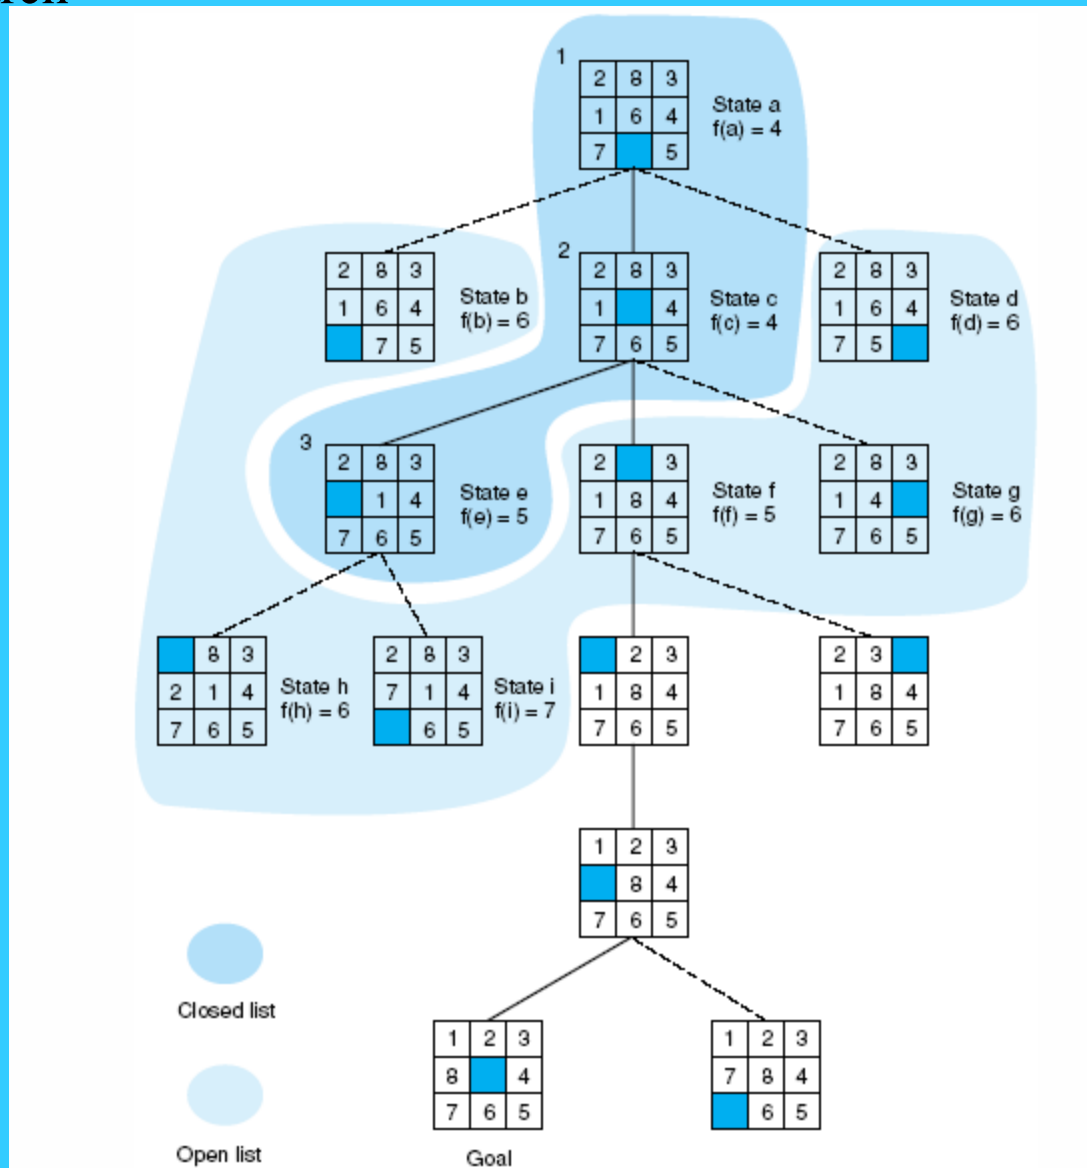 1
2 8 3
1 6 4
7 5
State a
f(a) = 4
2 8 3
1 6 4
7 5
State b
f(b) = 6
2
2 8 3
1 4
7 6 5
State c
f(c) = 4
2 8 3
1 6 4
7 5
State d
f(d) = 6
3
2 8 3
1 4
7 6 5
State e
f(e) = 5
2 3
1 8 4
7 6 5
State f
f(f) = 5
2 8 3
1 4
7 6 5
State g
f(g) = 6
8 3
2 1 4
7 6 5
State h
f(h) = 6
2 8 3
7 1 4
6 5
State i
f(i) = 7
2 3
1 8 4
7 6 5
2 3
1 8 4
7 6 5
1 2 3
8 4
7 6 5
Closed list
1 2 3
8 4
7 6 5
Goal
1 2 3
7 8 4
6 5
Open list